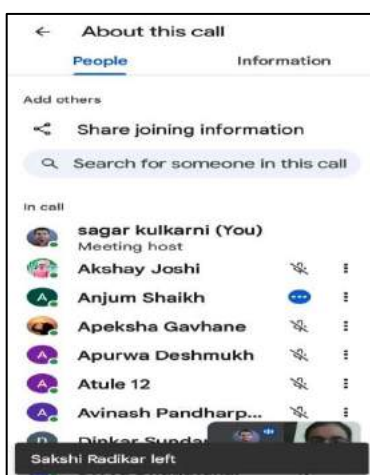 About this call
People Information
Add others
Share joining information
Search for someone in this call
In call
sagar kulkarni (You)
Meeting host
Akshay Joshi
A Anjum Shaikh
Apeksha Gavhane
A Apurwa Deshmukh
A Atule 12
A Avinash Pandharp...
Dinkar
Sakshi Radikar left